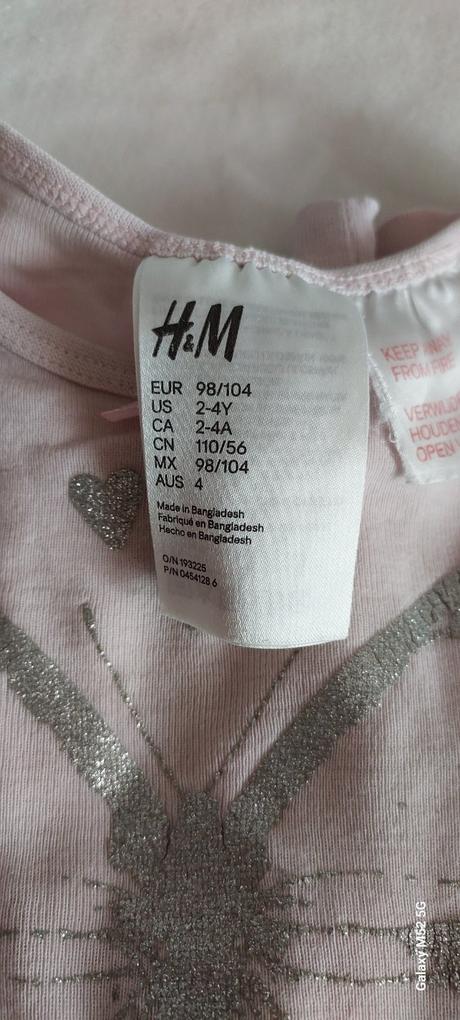 H&M
EUR 98/104
US 2-4Y
CA 2-4A
CN 110/56
MX 98/104
AUS 4
Made in Bangladesh
Fabriqué en Bangladesh
Hecho en Bangladesh
O/N 193225
P/N 0454128 6
KEEP AWAY
FROM FIRE
HOUDEN
OPEN
Galaxy M52 5G